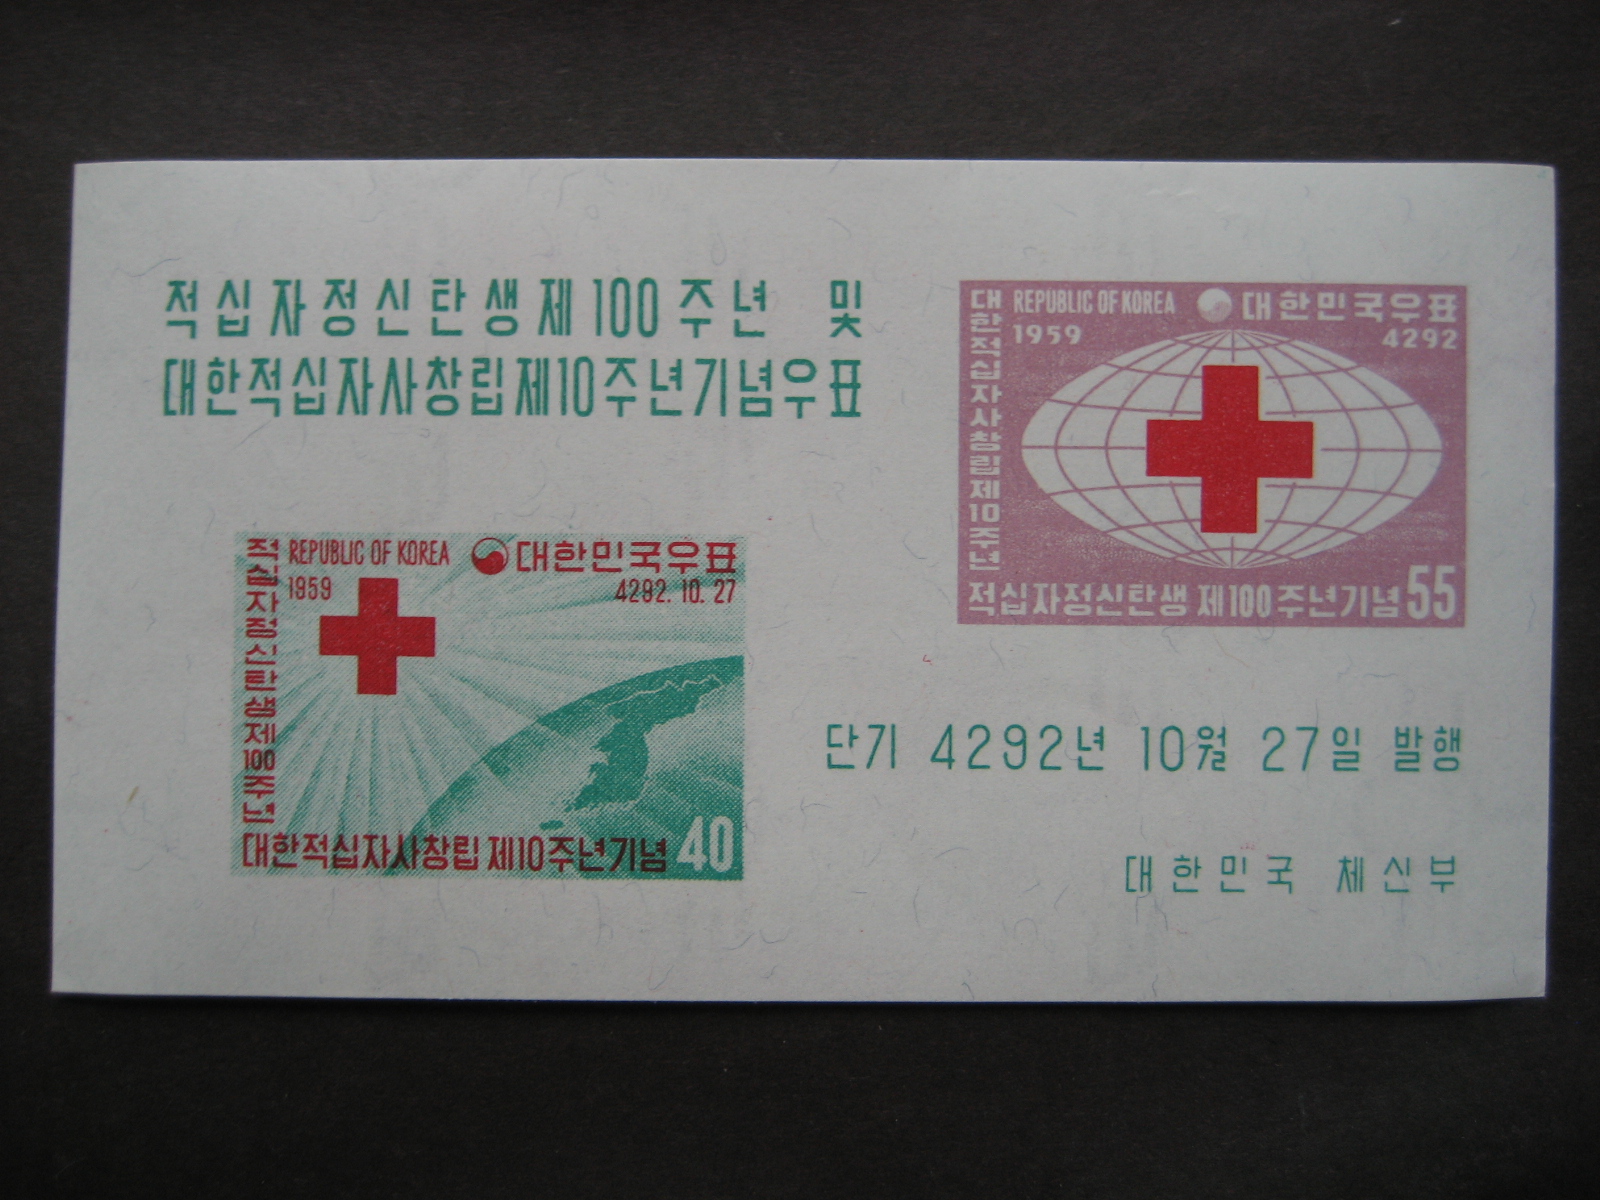 적십자정신탄생제100주년 및
대한적십자사창립제10주년기념우표
대한적십자사창립제10주년
REPUBLIC OF KOREA
대한민국우표
1959
4292
적십자정신탄생제100주년기념 55
적십자정신탄생제100주년
REPUBLIC OF KOREA
대한민국우표
1959
4292. 10. 27
대한적십자사창립 제10주년기념 40
단기 4292년 10월 27일 발행
대한민국 체신부